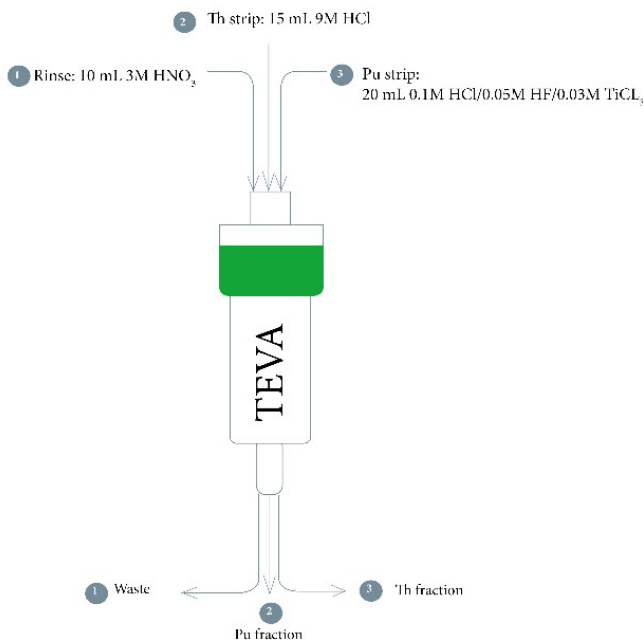 2 Th strip: 15 mL 9M HCl
1 Rinse: 10 mL 3M HNO₃
3 Pu strip:
20 mL 0.1M HCl/0.05M HF/0.03M TiCL₃
TEVA
1 Waste
3 Th fraction
2
Pu fraction